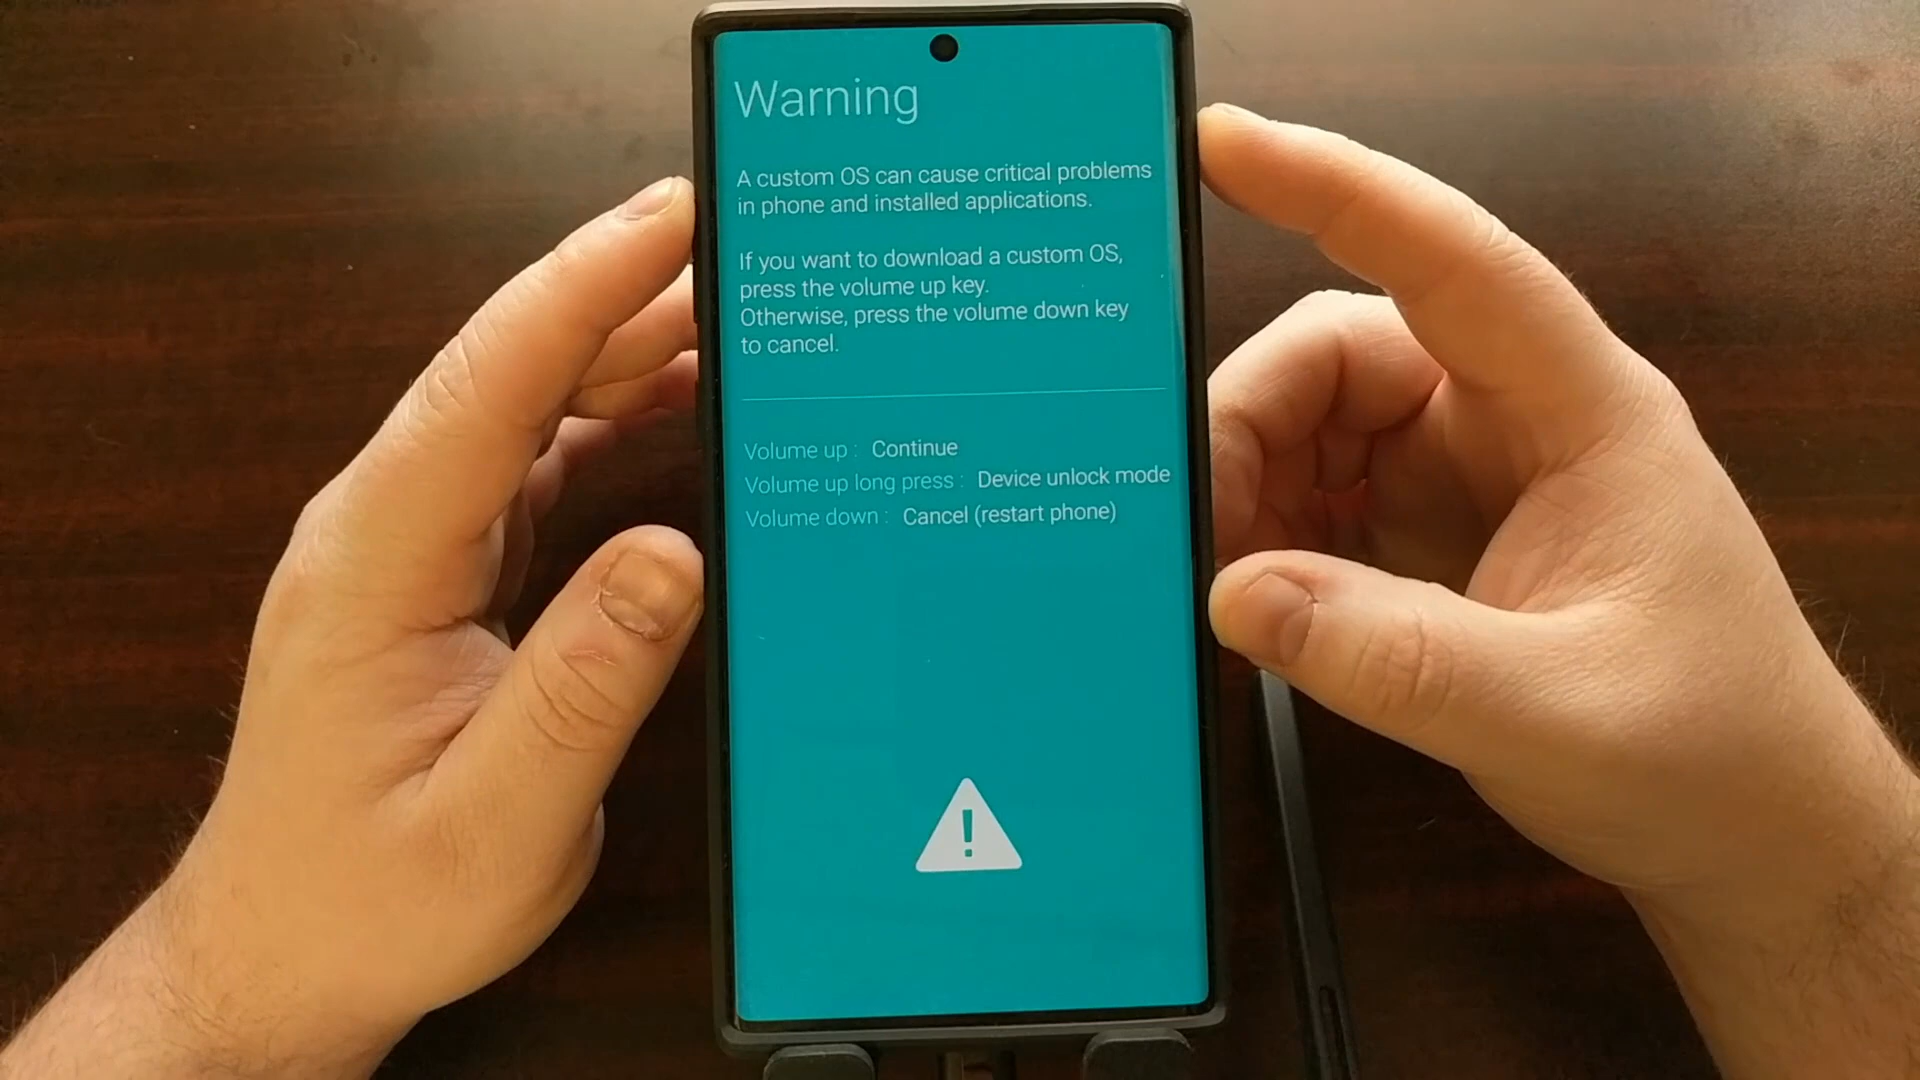 Warning
A custom OS can cause critical problems
in phone and installed applications.
If you want to download a custom OS,
press the volume up key.
Otherwise, press the volume down key
to cancel.
Volume up : Continue
Volume up long press : Device unlock mode
Volume down : Cancel (restart phone)